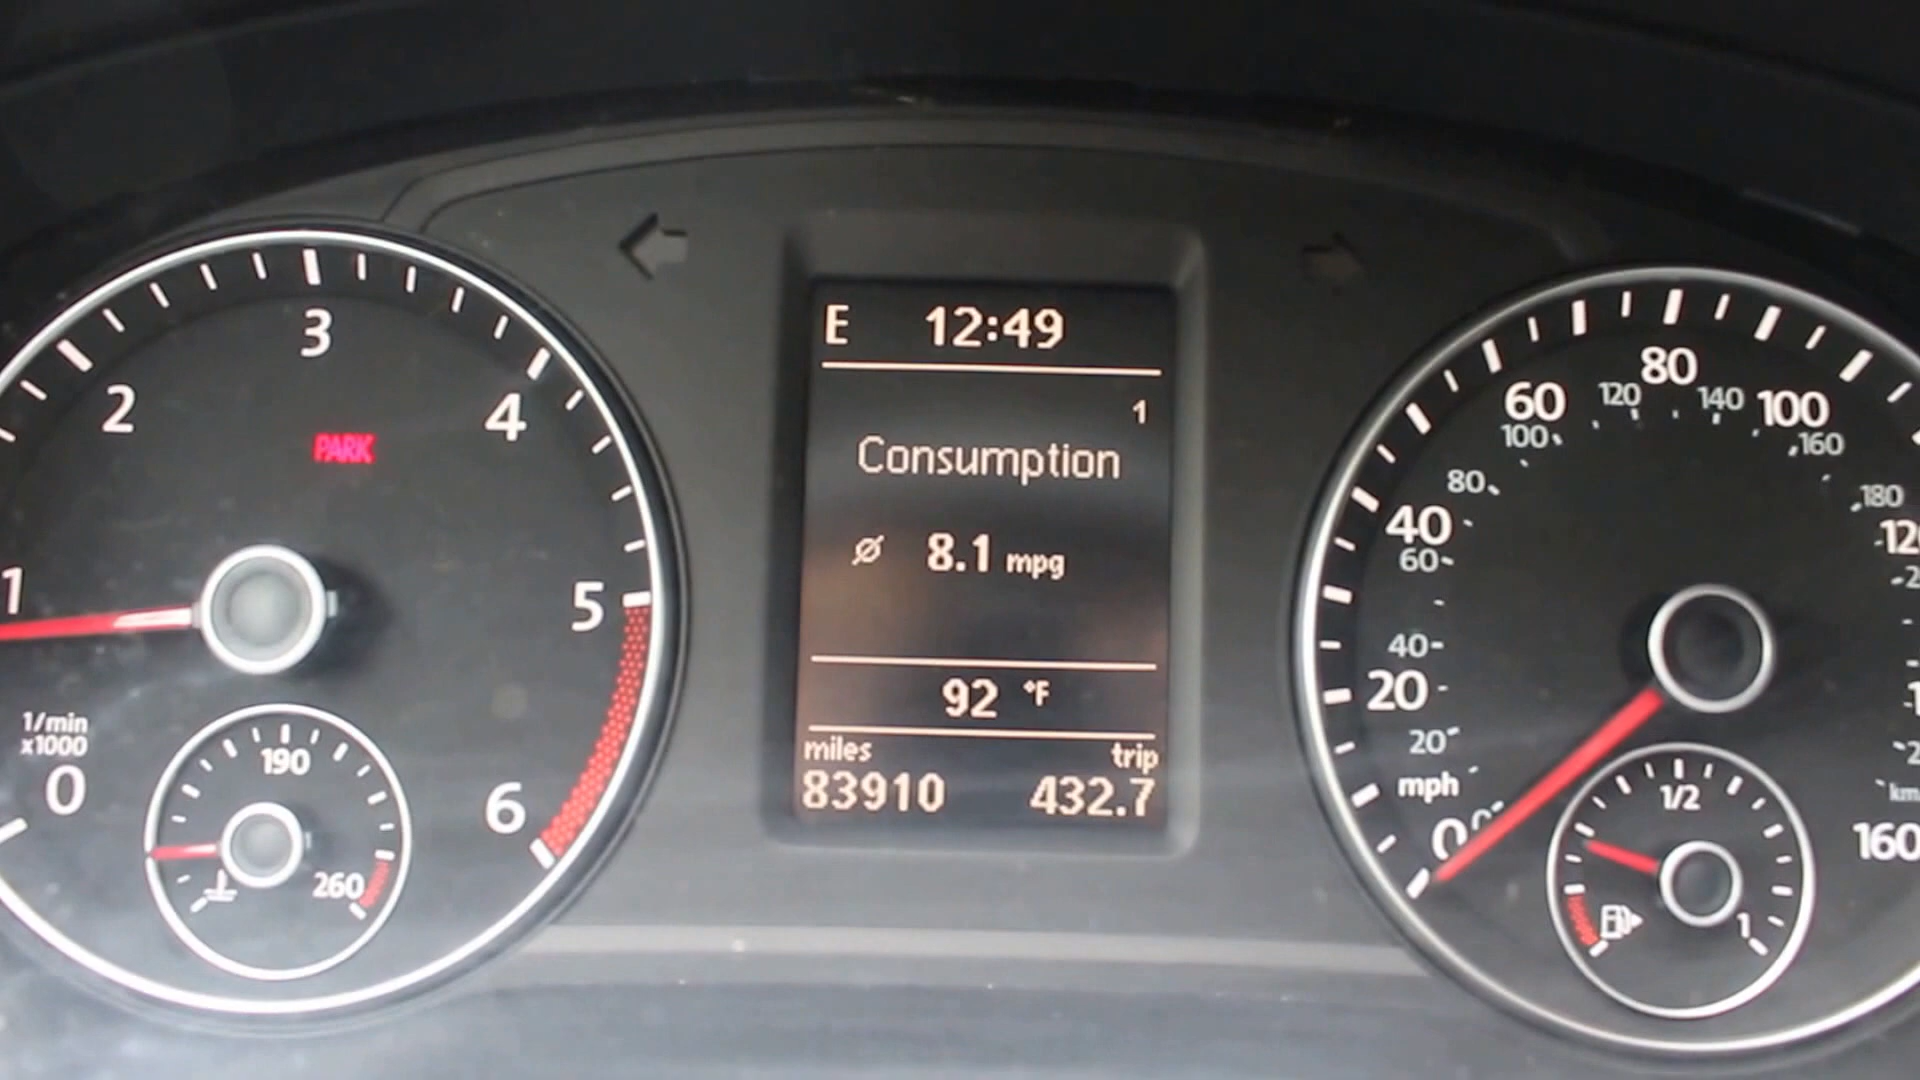 1
2
3
4
5
6
0
1/min
x1000
PARK
190
260
E 12:49
1
Consumption
Ø 8.1 mpg
92 °F
miles trip
83910 432.7
0 20 40 60 80 100 160
mph
0 20 40 60 80 100 120 140 160 180
1/2
1